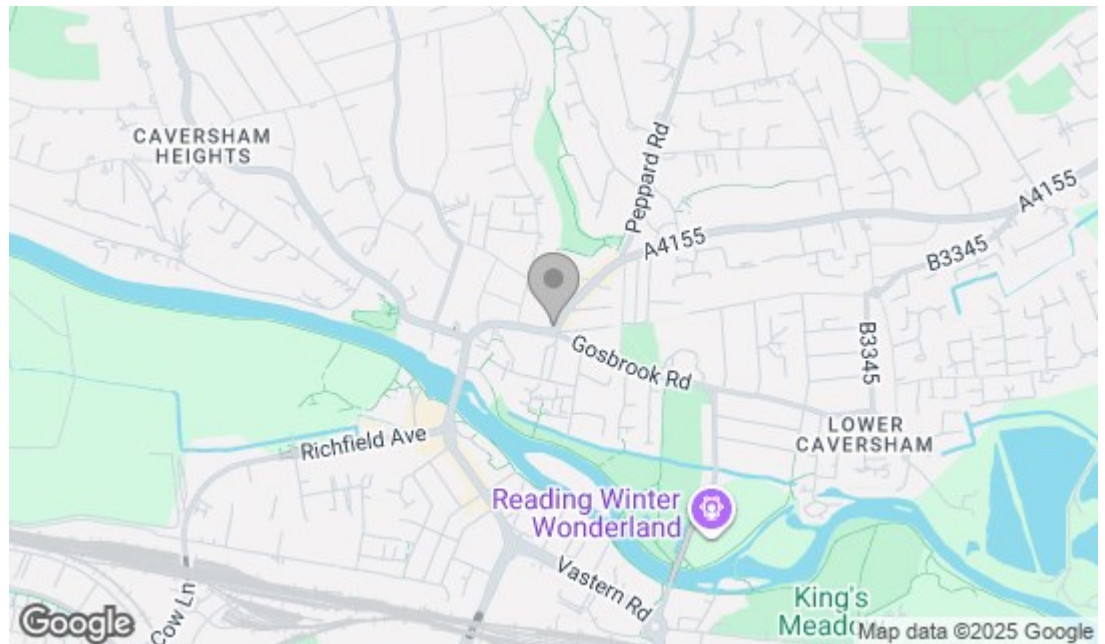 CAVERSHAM
HEIGHTS
Peppard Rd
A4155
A4155
B3345
B3345
Gosbrook Rd
LOWER
CAVERSHAM
Richfield Ave
Reading Winter
Wonderland
Vastern Rd
Cow Ln
King's
Meadow
Google
Map data ©2025 Google